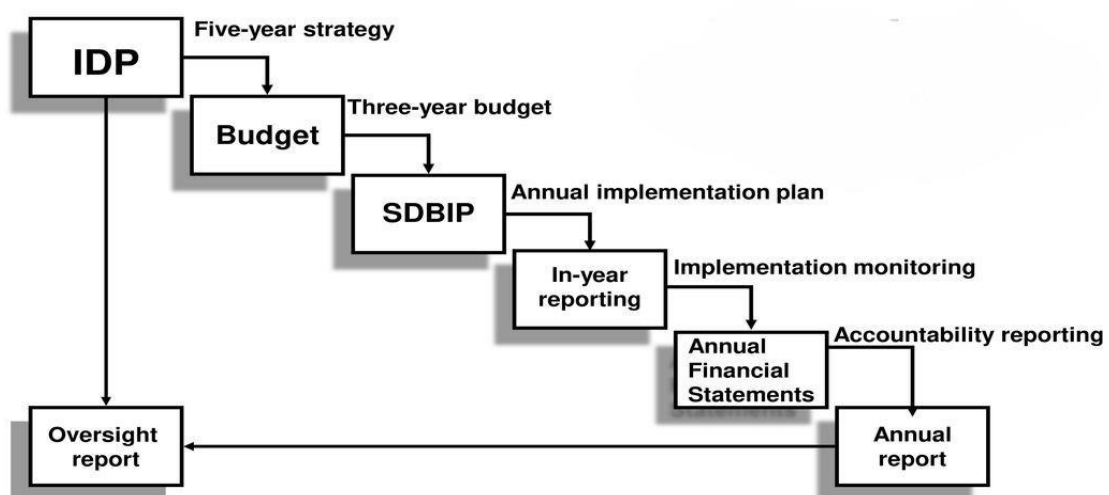 Five-year strategy
IDP
Three-year budget
Budget
Annual implementation plan
SDBIP
Implementation monitoring
In-year
reporting
Accountability reporting
Annual
Financial
Statements
Oversight
report
Annual
report